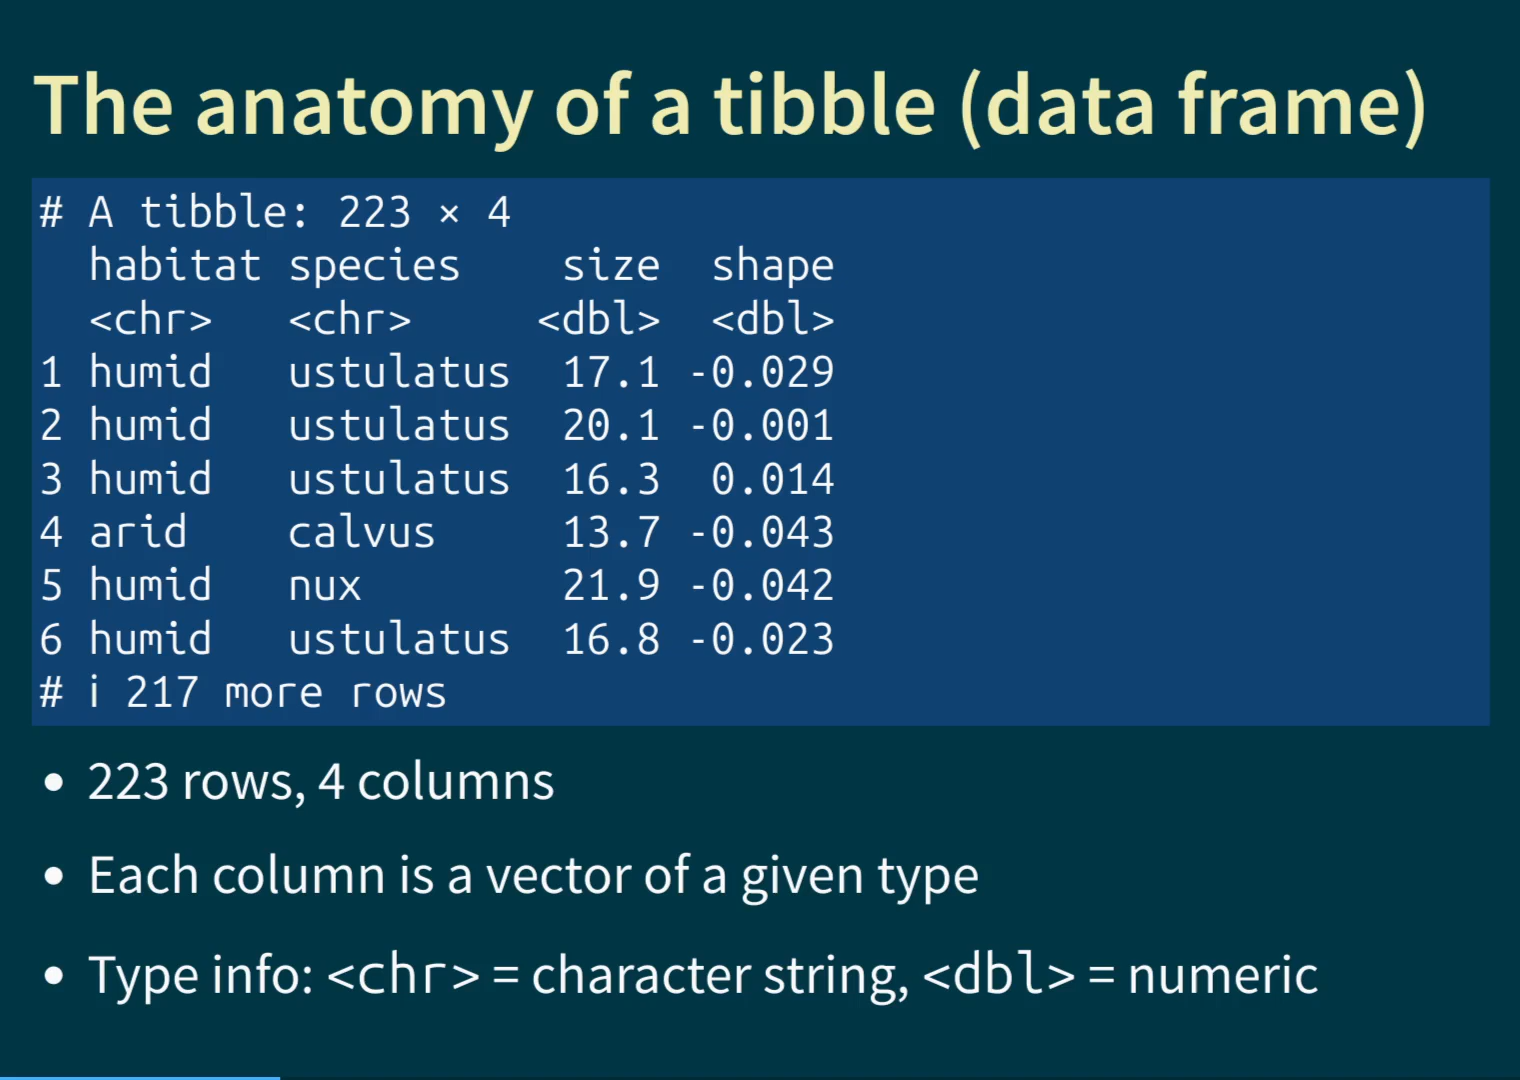 The anatomy of a tibble (data frame)
# A tibble: 223 × 4
  habitat species    size  shape
  <chr>   <chr>     <dbl>  <dbl>
1 humid   ustulatus  17.1 -0.029
2 humid   ustulatus  20.1 -0.001
3 humid   ustulatus  16.3  0.014
4 arid    calvus     13.7 -0.043
5 humid   nux        21.9 -0.042
6 humid   ustulatus  16.8 -0.023
# i 217 more rows
• 223 rows, 4 columns
• Each column is a vector of a given type
• Type info: <chr> = character string, <dbl> = numeric